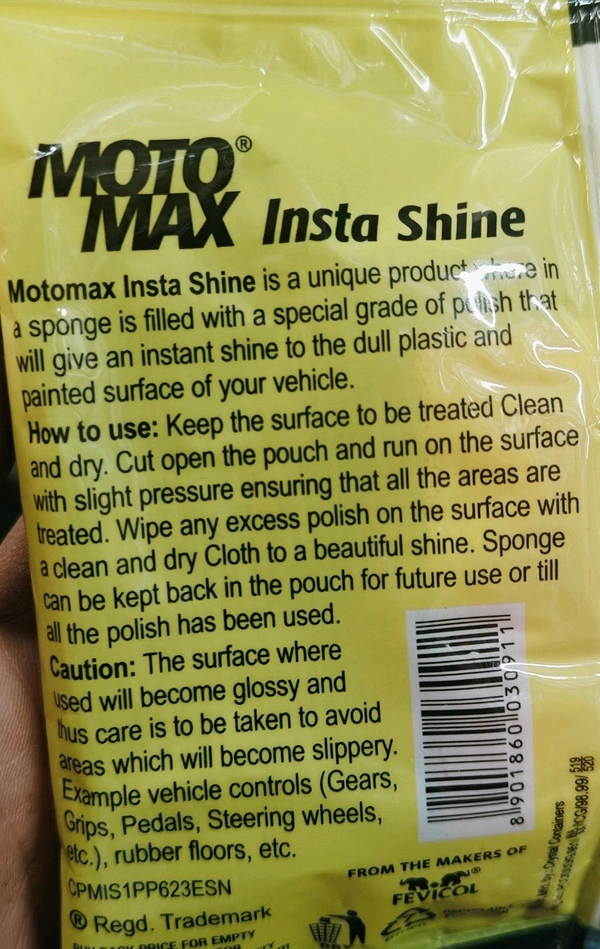 MOTO®
MAX Insta Shine
Motomax Insta Shine is a unique product where in
a sponge is filled with a special grade of polish that
will give an instant shine to the dull plastic and
painted surface of your vehicle.
How to use: Keep the surface to be treated Clean
and dry. Cut open the pouch and run on the surface
with slight pressure ensuring that all the areas are
treated. Wipe any excess polish on the surface with
a clean and dry Cloth to a beautiful shine. Sponge
can be kept back in the pouch for future use or till
all the polish has been used.
Caution: The surface where
used will become glossy and
thus care is to be taken to avoid
areas which will become slippery.
Example vehicle controls (Gears,
Grips, Pedals, Steering wheels,
etc.), rubber floors, etc.
8901860030911
CPMIS1PP623ESN
® Regd. Trademark
FROM THE MAKERS OF
FEVICOL®
PRICE FOR EMPTY
Crystal Containers